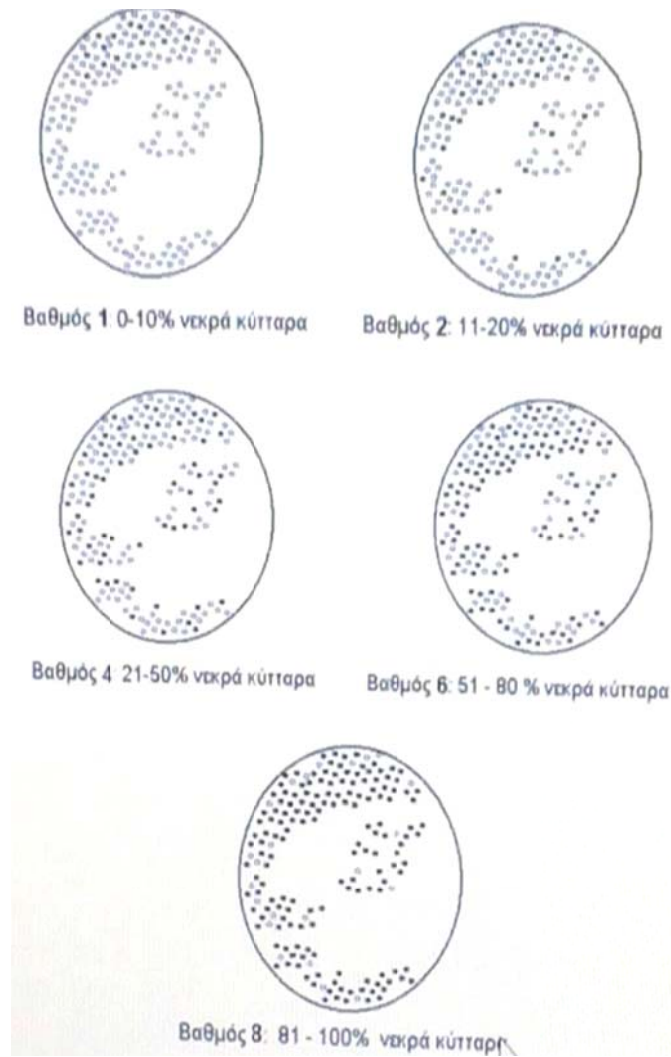 Βαθμός 1: 0-10% νεκρά κύτταρα
Βαθμός 2: 11-20% νεκρά κύτταρα
Βαθμός 4: 21-50% νεκρά κύτταρα
Βαθμός 6: 51 - 80 % νεκρά κύτταρα
Βαθμός 8: 81 - 100% νεκρά κύτταρα